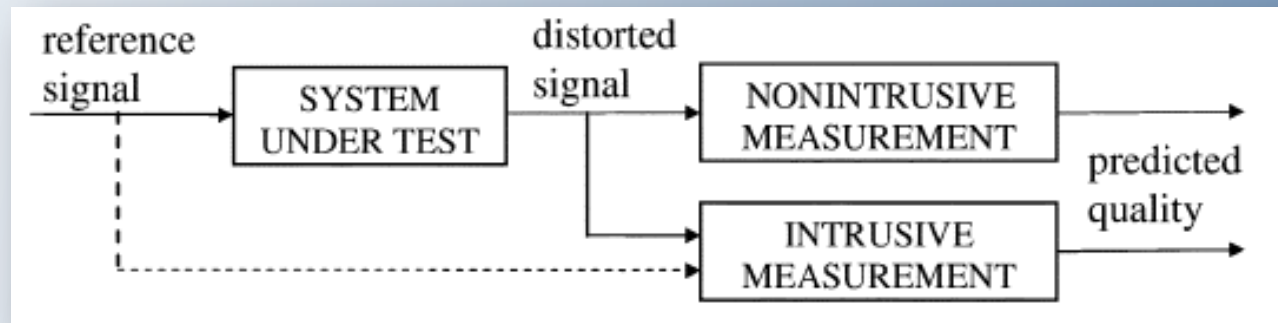 reference
signal
SYSTEM
UNDER TEST
distorted
signal
NONINTRUSIVE
MEASUREMENT
INTRUSIVE
MEASUREMENT
predicted
quality